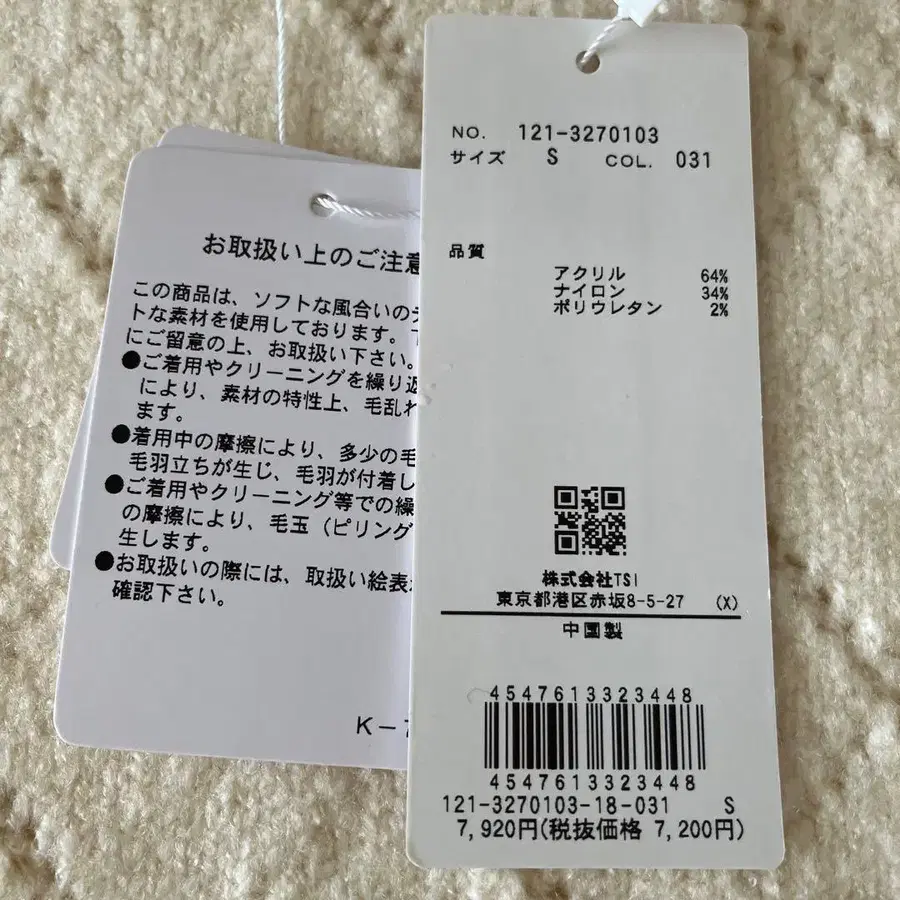 お取扱い上のご注意
この商品は、ソフトな風合いの
トな素材を使用しております。
にご留意の上、お取扱い下さい。
●ご着用やクリーニングを繰り返
により、素材の特性上、毛乱れ
ます。
●着用中の摩擦により、多少の毛
毛羽立ちが生じ、毛羽が付着し
●ご着用やクリーニング等での繰
の摩擦により、毛玉(ピリング
生します。
●お取扱いの際には、取扱い絵表
確認下さい。
K-7
NO. 121-3270103
サイズ S COL. 031
品質
アクリル 64%
ナイロン 34%
ポリウレタン 2%
株式会社TSI
東京都港区赤坂8-5-27 (X)
中国製
4547613323448
4547613323448
121-3270103-18-031 S
7,920円(税抜価格 7,200円)